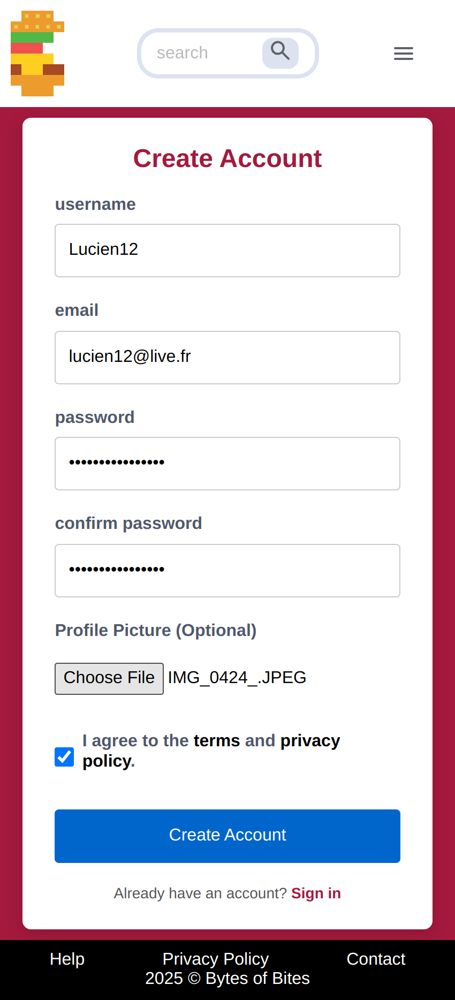 search
Create Account
username
Lucien12
email
lucien12@live.fr
password
••••••••••••••••
confirm password
••••••••••••••••
Profile Picture (Optional)
Choose File IMG_0424_.JPEG
I agree to the terms and privacy
policy.
Create Account
Already have an account? Sign in
Help Privacy Policy Contact
2025 © Bytes of Bites